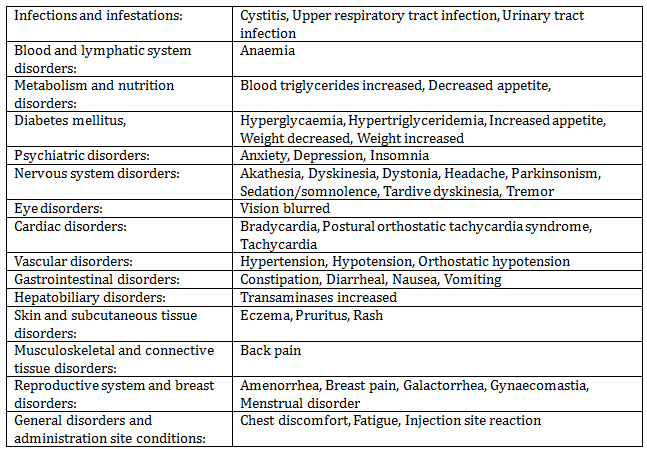 Infections and infestations: Cystitis, Upper respiratory tract infection, Urinary tract
infection
Blood and lymphatic system
disorders: Anaemia
Metabolism and nutrition
disorders: Blood triglycerides increased, Decreased appetite,
Diabetes mellitus, Hyperglycaemia, Hypertriglyceridemia, Increased appetite,
Weight decreased, Weight increased
Psychiatric disorders: Anxiety, Depression, Insomnia
Nervous system disorders: Akathesia, Dyskinesia, Dystonia, Headache, Parkinsonism,
Sedation/somnolence, Tardive dyskinesia, Tremor
Eye disorders: Vision blurred
Cardiac disorders: Bradycardia, Postural orthostatic tachycardia syndrome,
Tachycardia
Vascular disorders: Hypertension, Hypotension, Orthostatic hypotension
Gastrointestinal disorders: Constipation, Diarrheal, Nausea, Vomiting
Hepatobiliary disorders: Transaminases increased
Skin and subcutaneous tissue
disorders: Eczema, Pruritus, Rash
Musculoskeletal and connective
tissue disorders: Back pain
Reproductive system and breast
disorders: Amenorrhea, Breast pain, Galactorrhea, Gynaecomastia,
Menstrual disorder
General disorders and
administration site conditions: Chest discomfort, Fatigue, Injection site reaction